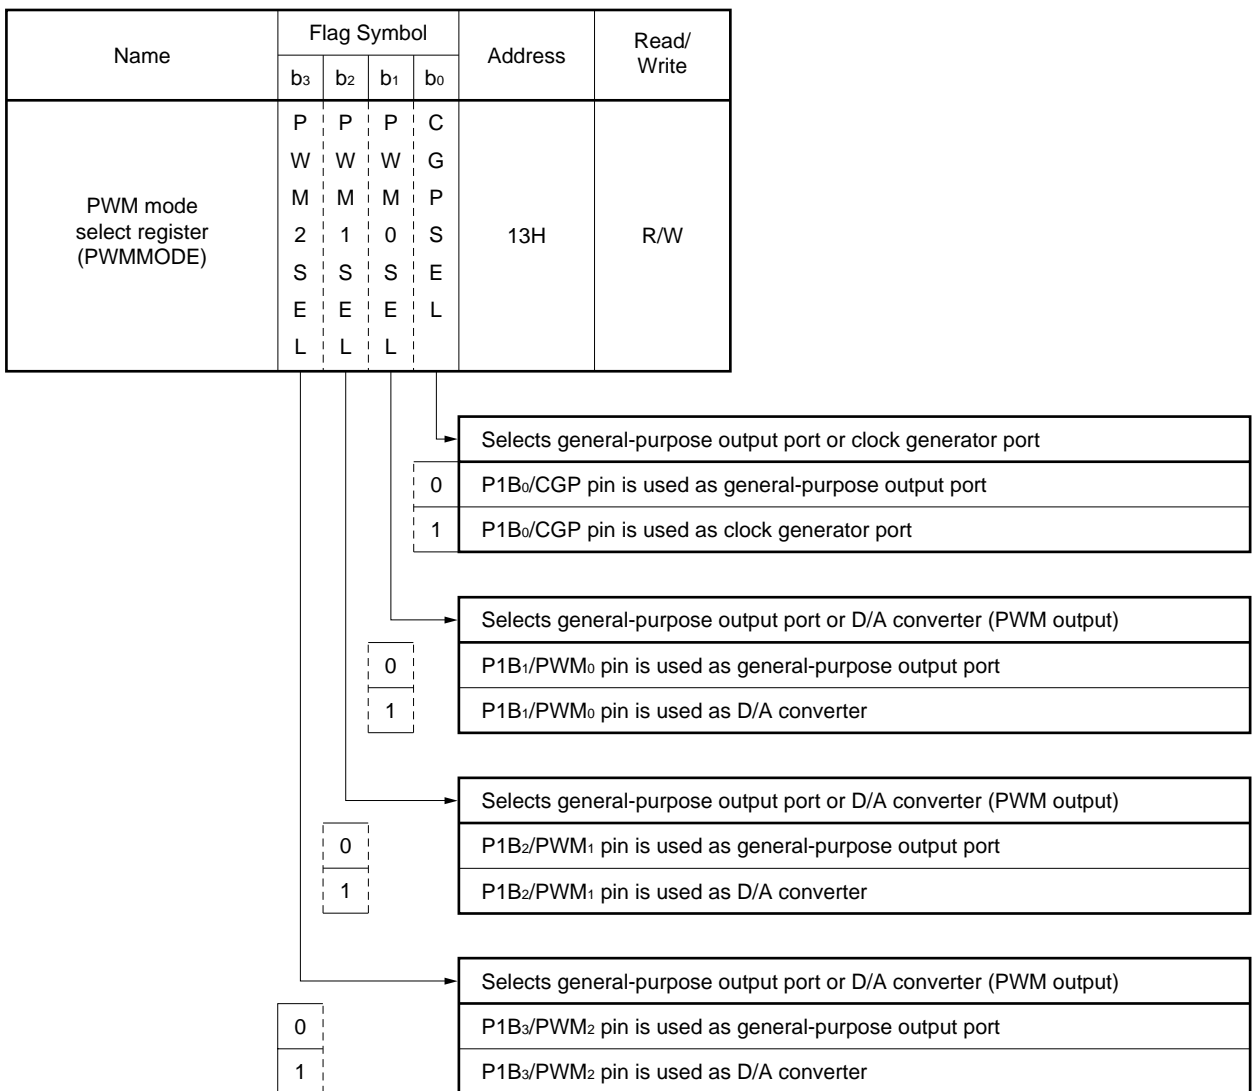 Name
Flag Symbol
Address
Read/
Write
b₃ b₂ b₁ b₀
PWM mode
select register
(PWMMODE)
P P P C
W W W G
M M M P
2 1 0 S
S S S E
E E E L
L L L
13H
R/W
Selects general-purpose output port or clock generator port
0 P1B₀/CGP pin is used as general-purpose output port
1 P1B₀/CGP pin is used as clock generator port
Selects general-purpose output port or D/A converter (PWM output)
0 P1B₁/PWM₀ pin is used as general-purpose output port
1 P1B₁/PWM₀ pin is used as D/A converter
Selects general-purpose output port or D/A converter (PWM output)
0 P1B₂/PWM₁ pin is used as general-purpose output port
1 P1B₂/PWM₁ pin is used as D/A converter
Selects general-purpose output port or D/A converter (PWM output)
0 P1B₃/PWM₂ pin is used as general-purpose output port
1 P1B₃/PWM₂ pin is used as D/A converter